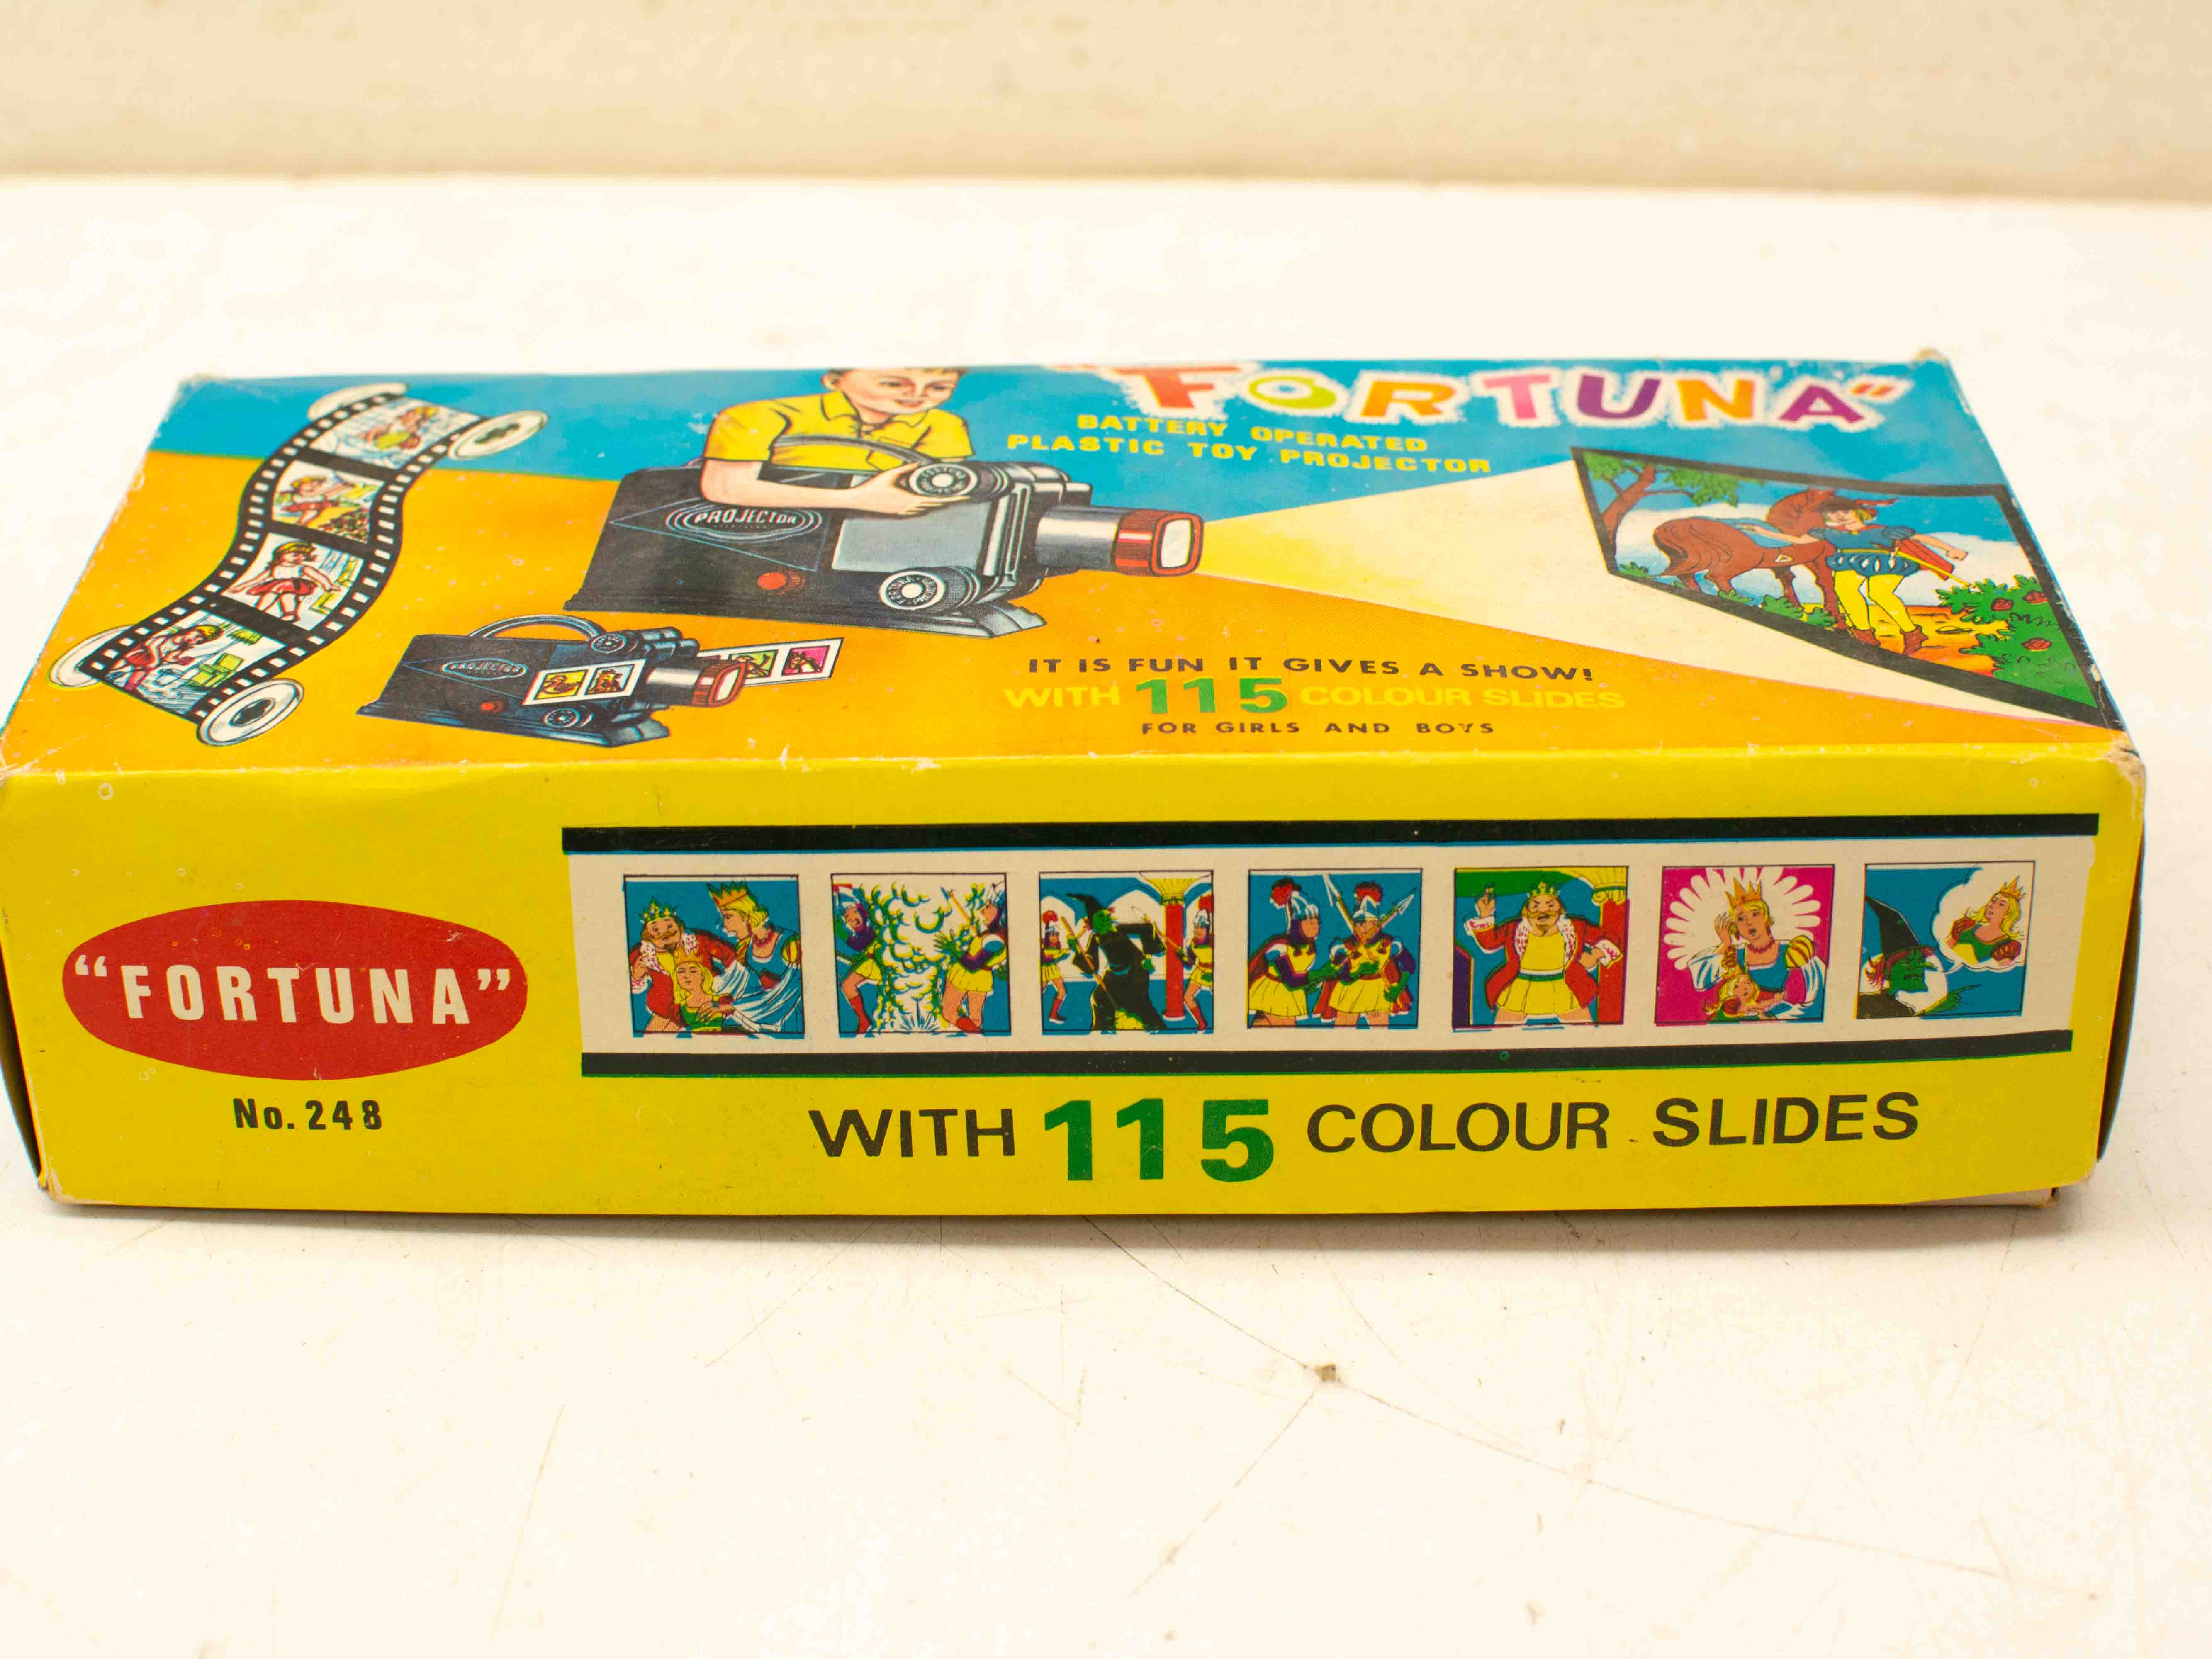 "FORTUNA"
BATTERY OPERATED
PLASTIC TOY PROJECTOR
PROJECTOR
PROJECTOR
IT IS FUN IT GIVES A SHOW!
WITH 115 COLOUR SLIDES
FOR GIRLS AND BOYS
"FORTUNA"
No. 248
WITH 115 COLOUR SLIDES